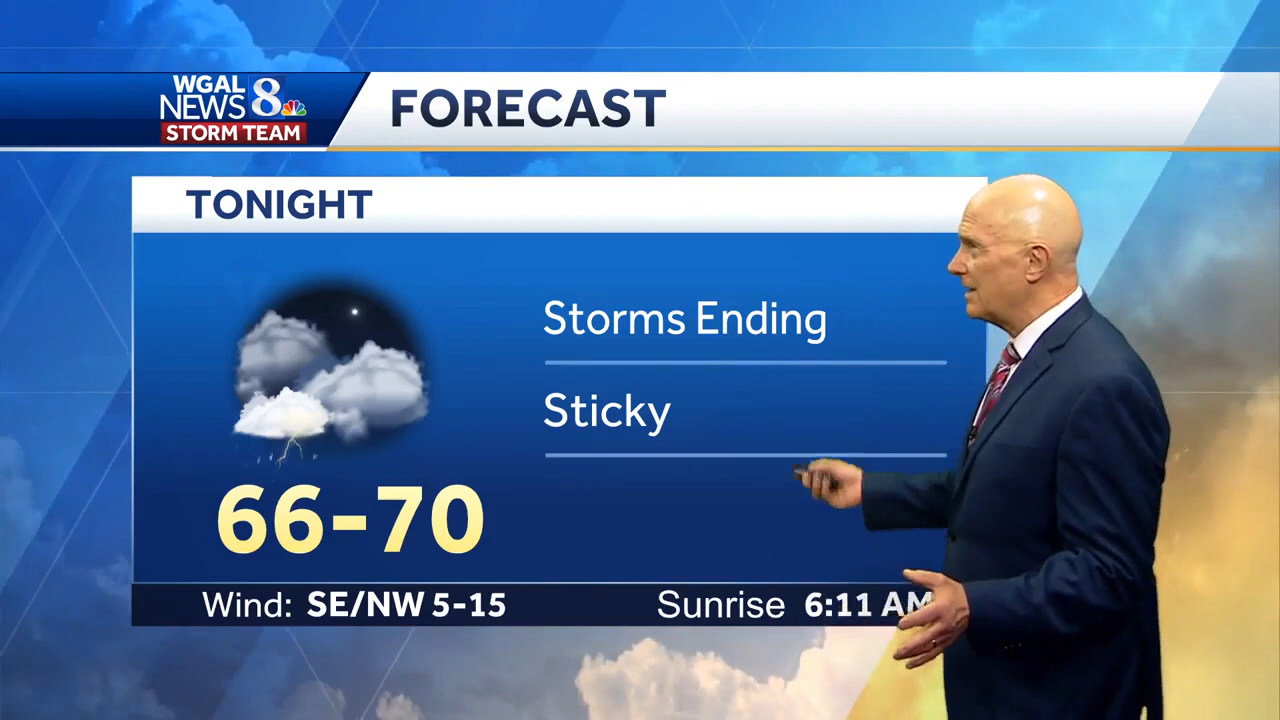 WGAL
NEWS 8
STORM TEAM
FORECAST
TONIGHT
Storms Ending
Sticky
66-70
Wind: SE/NW 5-15
Sunrise 6:11 AM